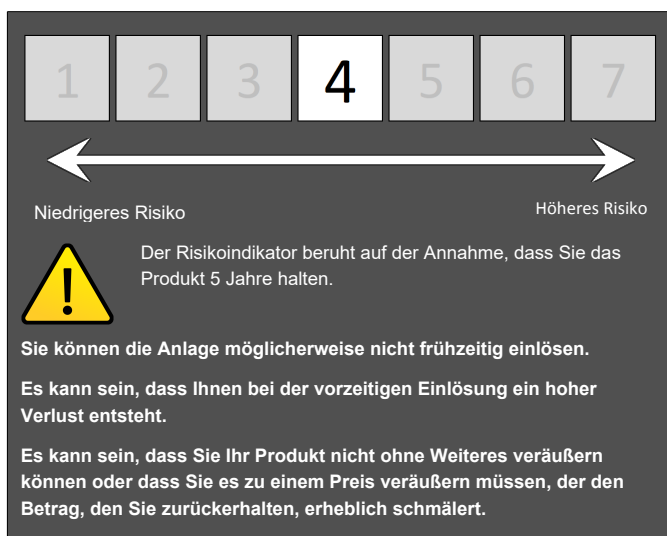 1 2 3 4 5 6 7
Niedrigeres Risiko Höheres Risiko
Der Risikoindikator beruht auf der Annahme, dass Sie das
Produkt 5 Jahre halten.
Sie können die Anlage möglicherweise nicht frühzeitig einlösen.
Es kann sein, dass Ihnen bei der vorzeitigen Einlösung ein hoher
Verlust entsteht.
Es kann sein, dass Sie Ihr Produkt nicht ohne Weiteres veräußern
können oder dass Sie es zu einem Preis veräußern müssen, der den
Betrag, den Sie zurückerhalten, erheblich schmälert.